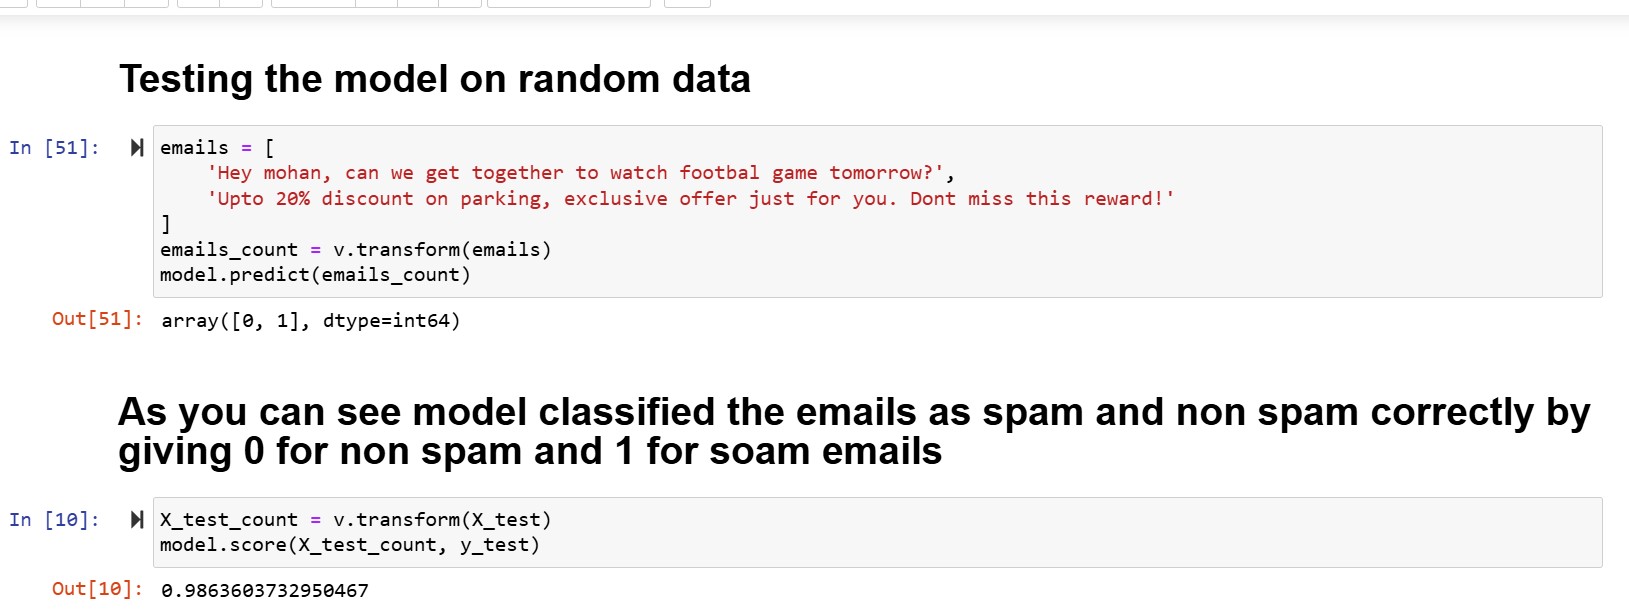 Testing the model on random data
In [51]:
emails = [
    'Hey mohan, can we get together to watch footbal game tomorrow?',
    'Upto 20% discount on parking, exclusive offer just for you. Dont miss this reward!'
]
emails_count = v.transform(emails)
model.predict(emails_count)
Out[51]: array([0, 1], dtype=int64)
As you can see model classified the emails as spam and non spam correctly by
giving 0 for non spam and 1 for soam emails
In [10]:
X_test_count = v.transform(X_test)
model.score(X_test_count, y_test)
Out[10]: 0.9863603732950467